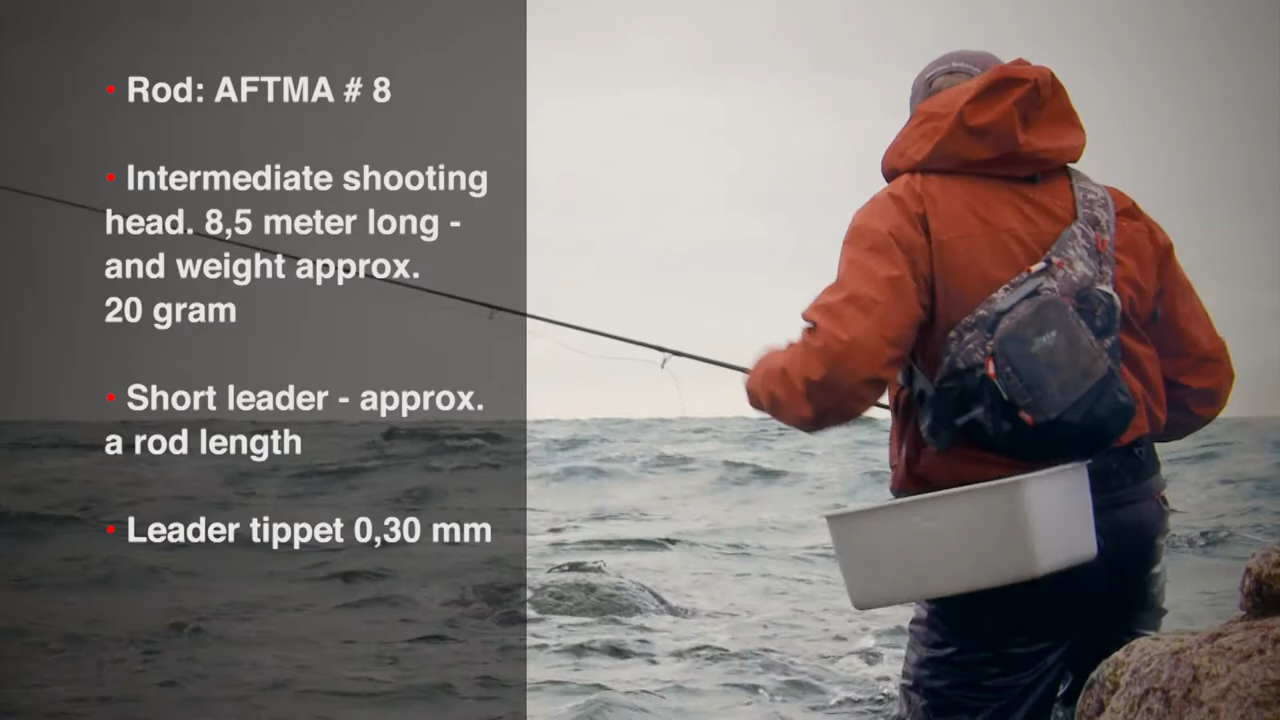 • Rod: AFTMA # 8
• Intermediate shooting
head. 8,5 meter long -
and weight approx.
20 gram
• Short leader - approx.
a rod length
• Leader tippet 0,30 mm